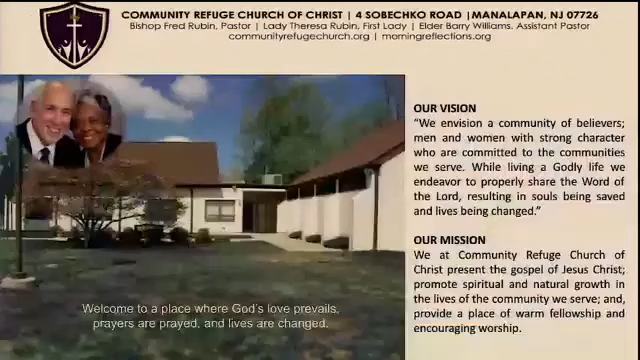 COMMUNITY REFUGE CHURCH OF CHRIST | 4 SOBECHKO ROAD |MANALAPAN, NJ 07726
Bishop Fred Rubin, Pastor | Lady Theresa Rubin, First Lady | Elder Barry Williams. Assistant Pastor
communityrefugechurch.org | morningreflections.org
OUR VISION
“We envision a community of believers;
men and women with strong character
who are committed to the communities
we serve. While living a Godly life we
endeavor to properly share the Word of
the Lord, resulting in souls being saved
and lives being changed.”
OUR MISSION
We at Community Refuge Church of
Christ present the gospel of Jesus Christ;
promote spiritual and natural growth in
the lives of the community we serve; and,
provide a place of warm fellowship and
encouraging worship.
Welcome to a place where God's love prevails,
prayers are prayed, and lives are changed.